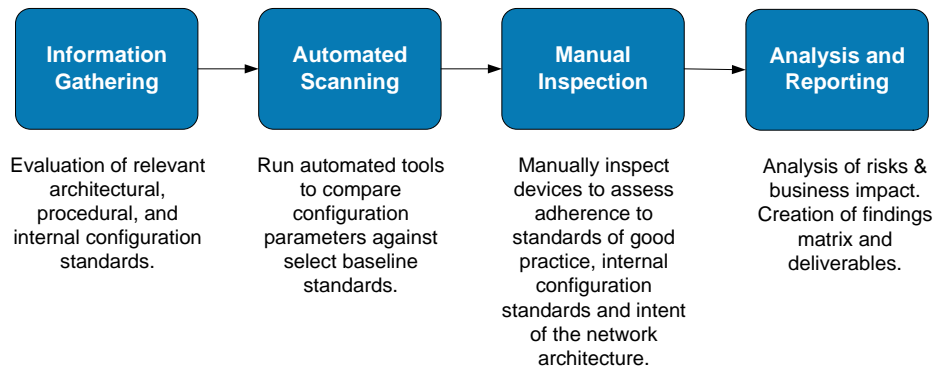 Information
Gathering
Automated
Scanning
Manual
Inspection
Analysis and
Reporting
Evaluation of relevant
architectural,
procedural, and
internal configuration
standards.
Run automated tools
to compare
configuration
parameters against
select baseline
standards.
Manually inspect
devices to assess
adherence to
standards of good
practice, internal
configuration
standards and intent
of the network
architecture.
Analysis of risks &
business impact.
Creation of findings
matrix and
deliverables.